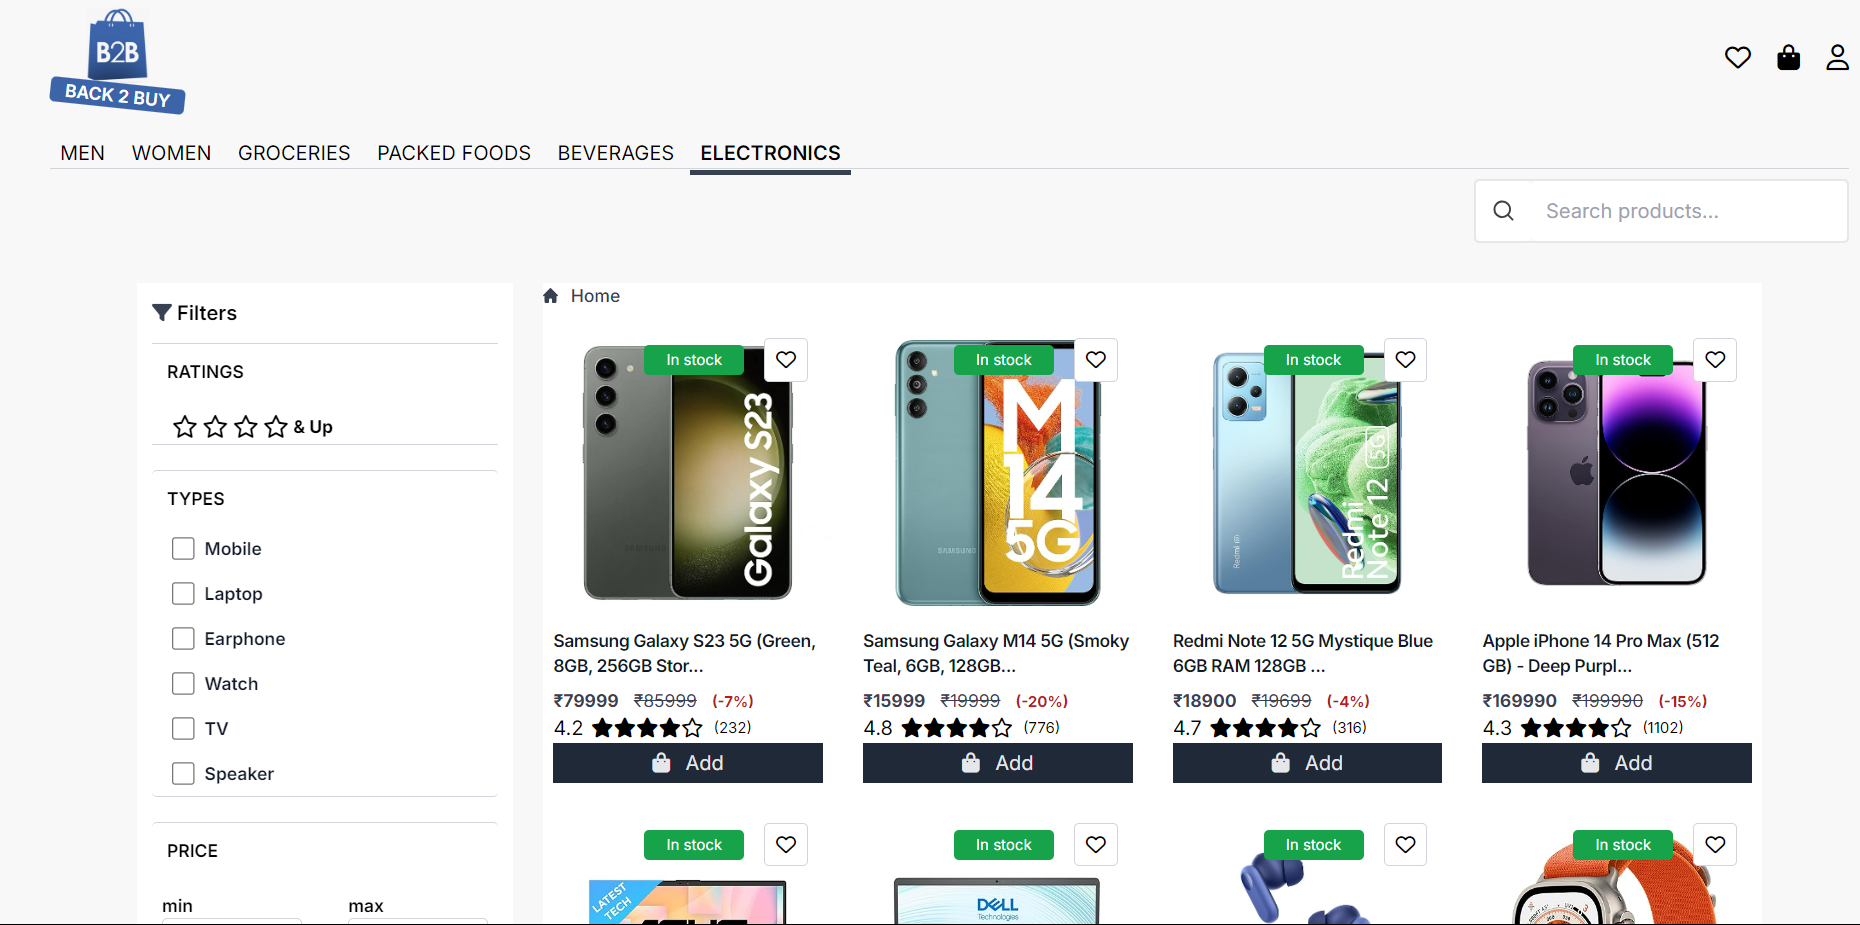 B2B
BACK 2 BUY
MEN WOMEN GROCERIES PACKED FOODS BEVERAGES ELECTRONICS
Search products...
Filters
RATINGS
& Up
TYPES
Mobile
Laptop
Earphone
Watch
TV
Speaker
PRICE
min max
Home
In stock In stock In stock In stock
Galaxy S23
SAMSUNG
M
14
5G
SAMSUNG
Redmi
Note 12 5G
Redmi 5G
Samsung Galaxy S23 5G (Green,
8GB, 256GB Stor...
₹79999 ₹85999 (-7%)
4.2 (232)
Add
Samsung Galaxy M14 5G (Smoky
Teal, 6GB, 128GB...
₹15999 ₹19999 (-20%)
4.8 (776)
Add
Redmi Note 12 5G Mystique Blue
6GB RAM 128GB ...
₹18900 ₹19699 (-4%)
4.7 (316)
Add
Apple iPhone 14 Pro Max (512
GB) - Deep Purpl...
₹169990 ₹199990 (-15%)
4.3 (1102)
Add
In stock In stock In stock In stock
LATEST
TECH
DELL
Technologies